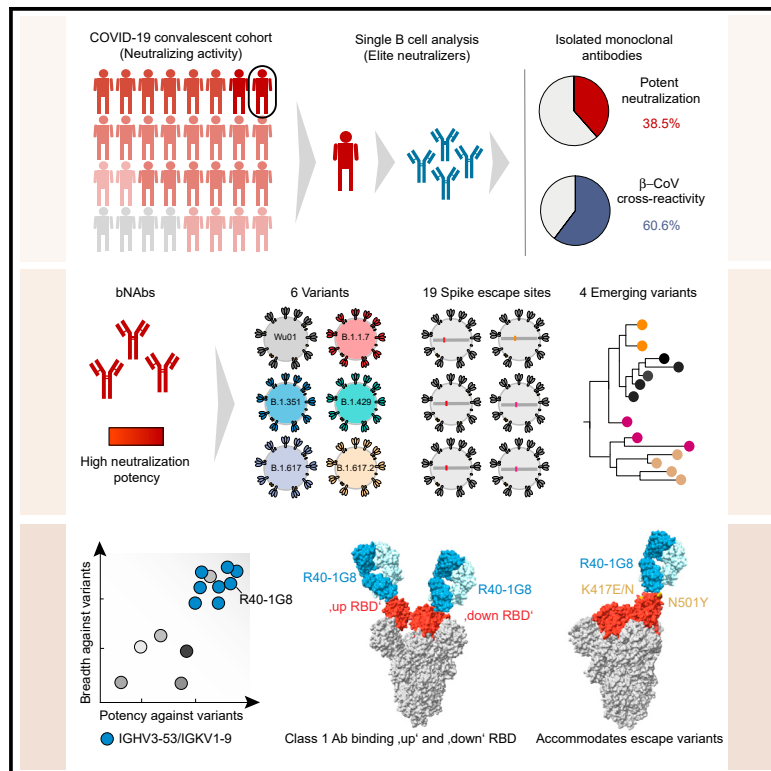 COVID-19 convalescent cohort
(Neutralizing activity)
Single B cell analysis
(Elite neutralizers)
Isolated monoclonal
antibodies
Potent
neutralization
38.5%
β–CoV
cross-reactivity
60.6%
bNAbs
High neutralization
potency
6 Variants
Wu01
B.1.1.7
B.1.351
B.1.429
B.1.617
B.1.617.2
19 Spike escape sites
4 Emerging variants
Breadth against variants
R40-1G8
Potency against variants
IGHV3-53/IGKV1-9
R40-1G8
R40-1G8
‚up RBD‘
‚down RBD‘
Class 1 Ab binding ‚up‘ and ‚down‘ RBD
R40-1G8
K417E/N
N501Y
Accommodates escape variants